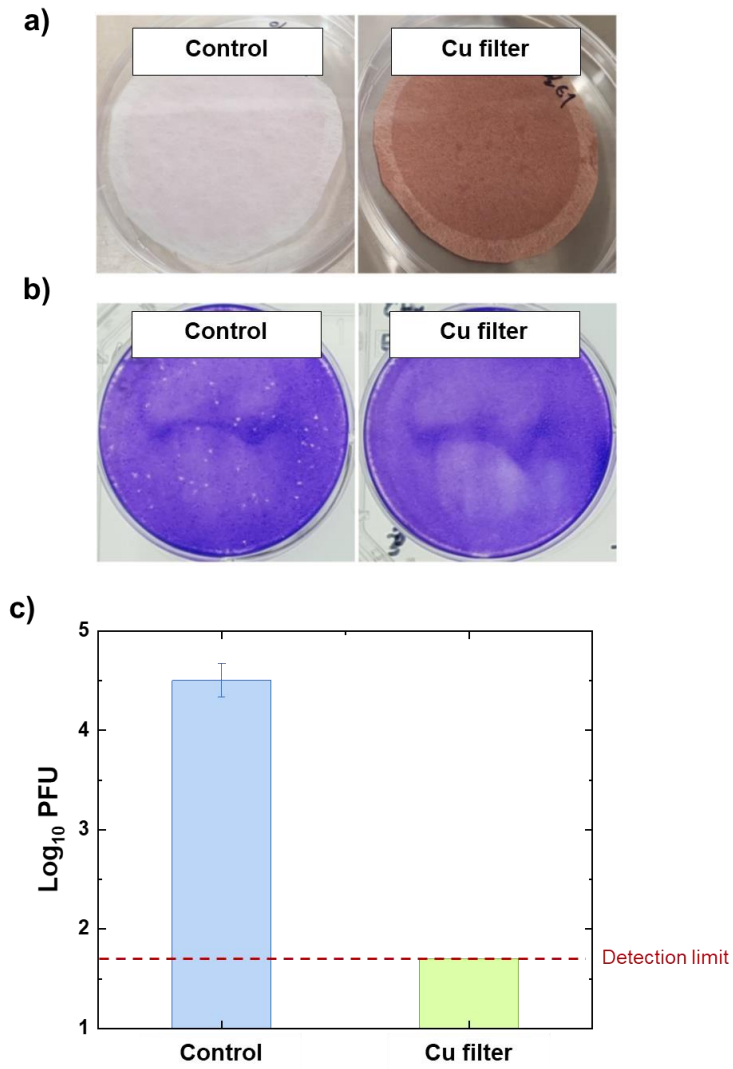 a)
Control
Cu filter
b)
Control
Cu filter
c)
5
4
3
2
1
Log10 PFU
Detection limit
Control
Cu filter